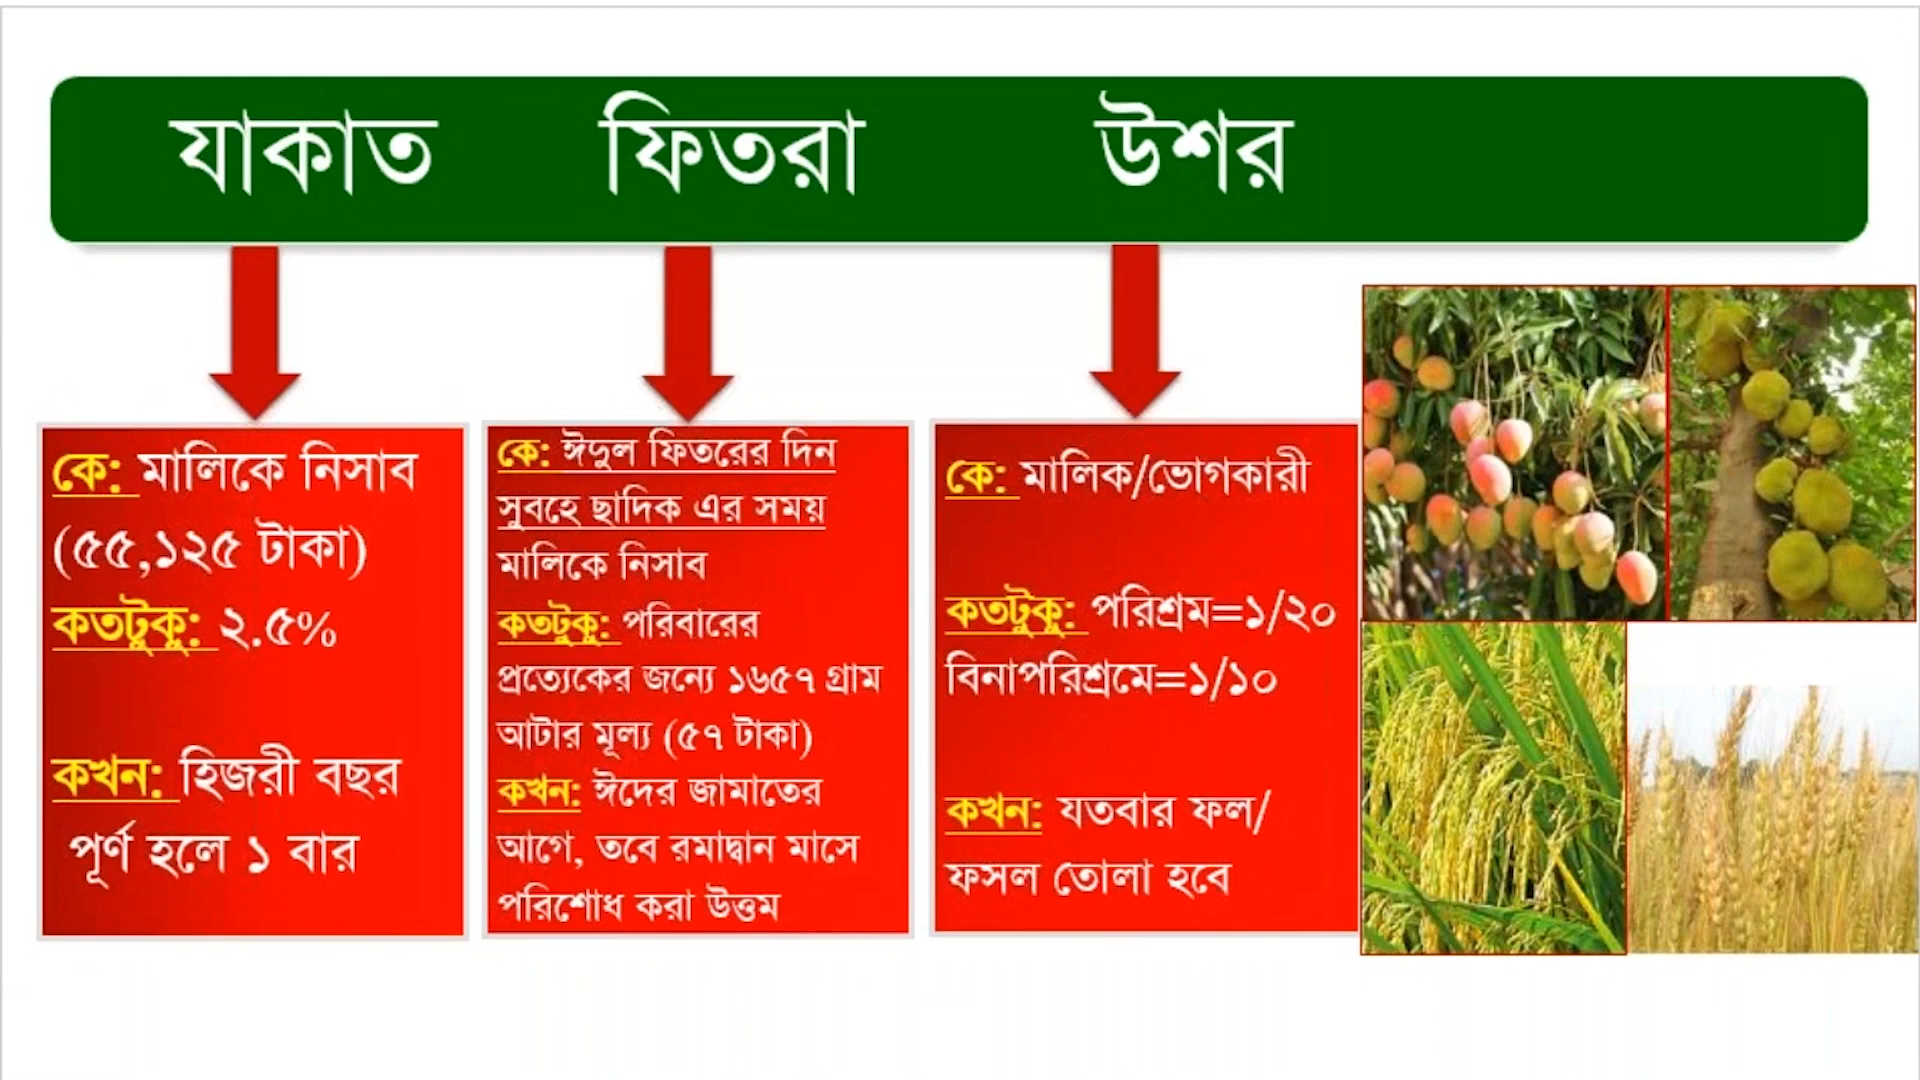 যাকাত ফিতরা উশর
কে: মালিকে নিসাব
(৫৫,১২৫ টাকা)
কতটুকু: ২.৫%
কখন: হিজরী বছর
পূর্ণ হলে ১ বার
কে: ঈদুল ফিতরের দিন
সুবহে ছাদিক এর সময়
মালিকে নিসাব
কতটুকু: পরিবারের
প্রত্যেকের জন্যে ১৬৫৭ গ্রাম
আটার মূল্য (৫৭ টাকা)
কখন: ঈদের জামাতের
আগে, তবে রমাদ্বান মাসে
পরিশোধ করা উত্তম
কে: মালিক/ভোগকারী
কতটুকু: পরিশ্রম=১/২০
বিনাপরিশ্রমে=১/১০
কখন: যতবার ফল/
ফসল তোলা হবে